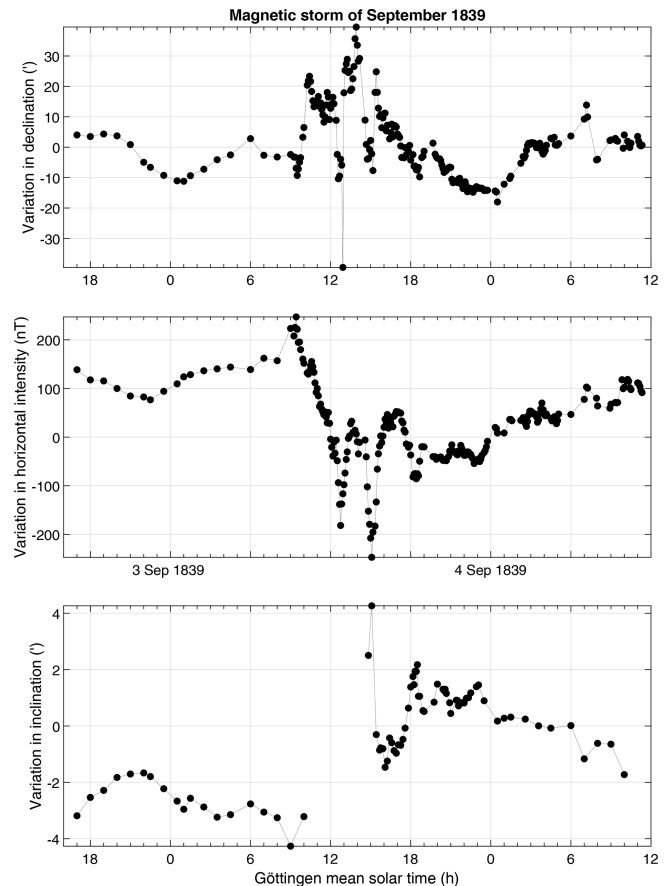 Magnetic storm of September 1839
Variation in declination (')
30
20
10
0
-10
-20
-30
18 0 6 12 18 0 6 12
Variation in horizontal intensity (nT)
200
100
0
-100
-200
3 Sep 1839 4 Sep 1839
Variation in inclination (')
4
2
0
-2
-4
18 0 6 12 18 0 6 12
Göttingen mean solar time (h)